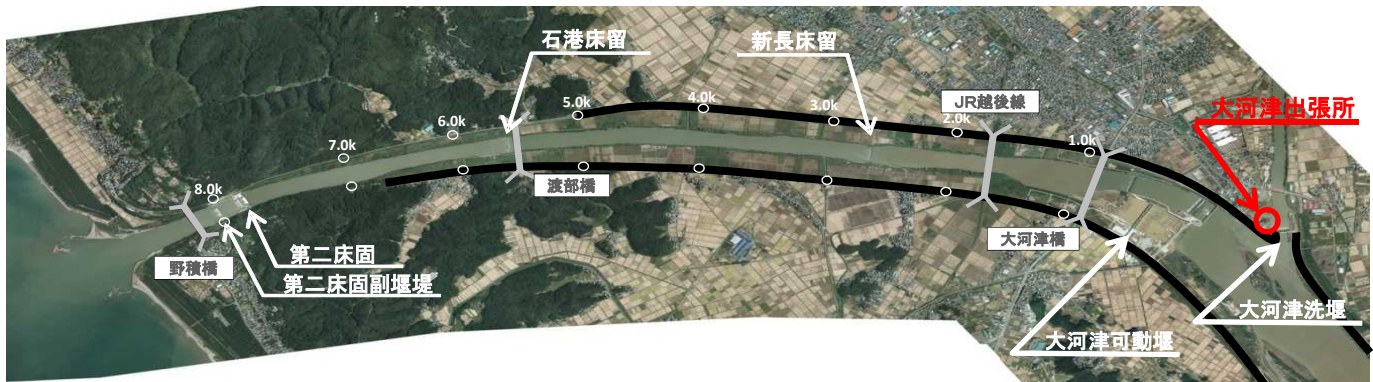 石港床留
新長床留
大河津出張所
JR越後線
5.0k
4.0k
3.0k
2.0k
1.0k
6.0k
7.0k
8.0k
渡部橋
大河津橋
野積橋
第二床固
第二床固副堰堤
大河津洗堰
大河津可動堰